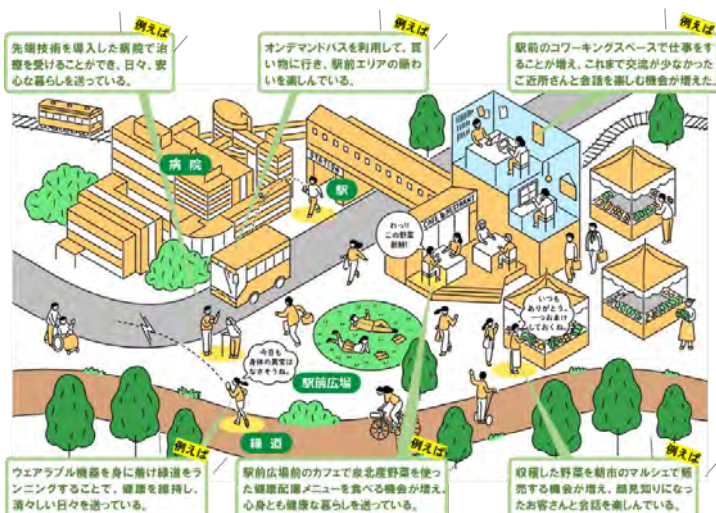 例えば
先端技術を導入した病院で治
療を受けることができ、日々、安
心な暮らしを送っている。
例えば
オンデマンドバスを利用して、買
い物に行き、駅前エリアの賑わ
いを楽しんでいる。
例えば
駅前のコワーキングスペースで仕事をす
ることが増え、これまで交流が少なかった
ご近所さんと会話を楽しむ機会が増えた。
病院
STATION
駅
CAFE & RESTAURANT
わっ!!
この野菜
新鮮!
いつも
ありがとう。
一つおまけ
しておくね。
今日も
身体の異常は
なさそうね。
駅前広場
緑道
例えば
ウェアラブル機器を身に着け緑道をラ
ンニングすることで、健康を維持し、
清々しい日々を送っている。
例えば
駅前広場前のカフェで泉北産野菜を使っ
た健康配慮メニューを食べる機会が増え、
心身とも健康な暮らしを送っている。
例えば
収穫した野菜を朝市のマルシェで販
売する機会が増え、顔見知りになっ
たお客さんと会話を楽しんでいる。